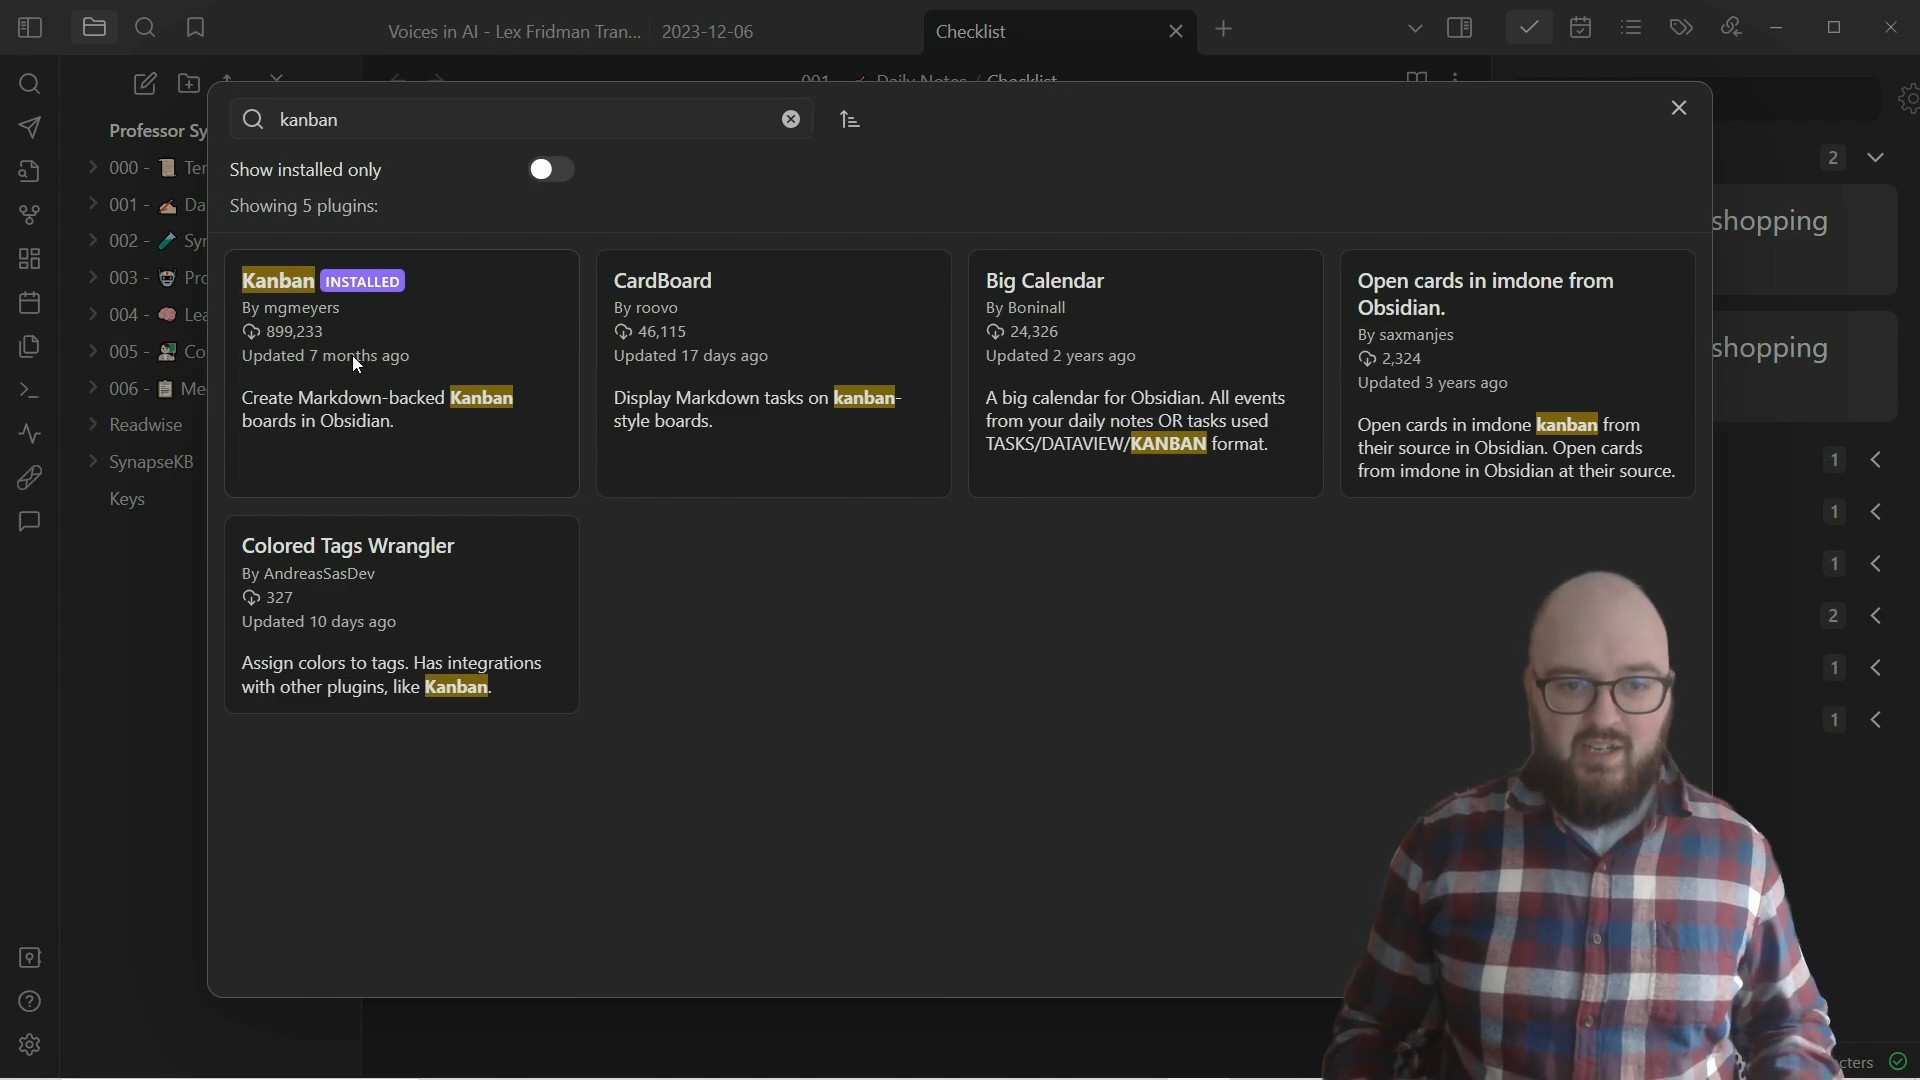 Voices in AI - Lex Fridman Tran...
2023-12-06
Checklist
001 - Daily Notes / Checklist
kanban
Show installed only
Showing 5 plugins:
Professor Sy
000 - Ter
001 - Da
002 - Syr
003 - Pro
004 - Lea
005 - Co
006 - Me
Readwise
SynapseKB
Keys
Kanban INSTALLED
By mgmeyers
899,233
Updated 7 months ago
Create Markdown-backed Kanban
boards in Obsidian.
CardBoard
By roovo
46,115
Updated 17 days ago
Display Markdown tasks on kanban-
style boards.
Big Calendar
By Boninall
24,326
Updated 2 years ago
A big calendar for Obsidian. All events
from your daily notes OR tasks used
TASKS/DATAVIEW/KANBAN format.
Open cards in imdone from
Obsidian.
By saxmanjes
2,324
Updated 3 years ago
Open cards in imdone kanban from
their source in Obsidian. Open cards
from imdone in Obsidian at their source.
Colored Tags Wrangler
By AndreasSasDev
327
Updated 10 days ago
Assign colors to tags. Has integrations
with other plugins, like Kanban.
2
shopping
shopping
1
1
1
2
1
1
cters